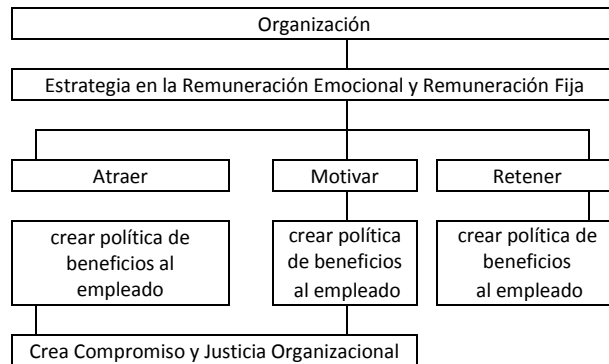 Organización
Estrategia en la Remuneración Emocional y Remuneración Fija
Atraer
Motivar
Retener
crear política de
beneficios al
empleado
crear política
de beneficios
al empleado
crear política de
beneficios
al empleado
Crea Compromiso y Justicia Organizacional